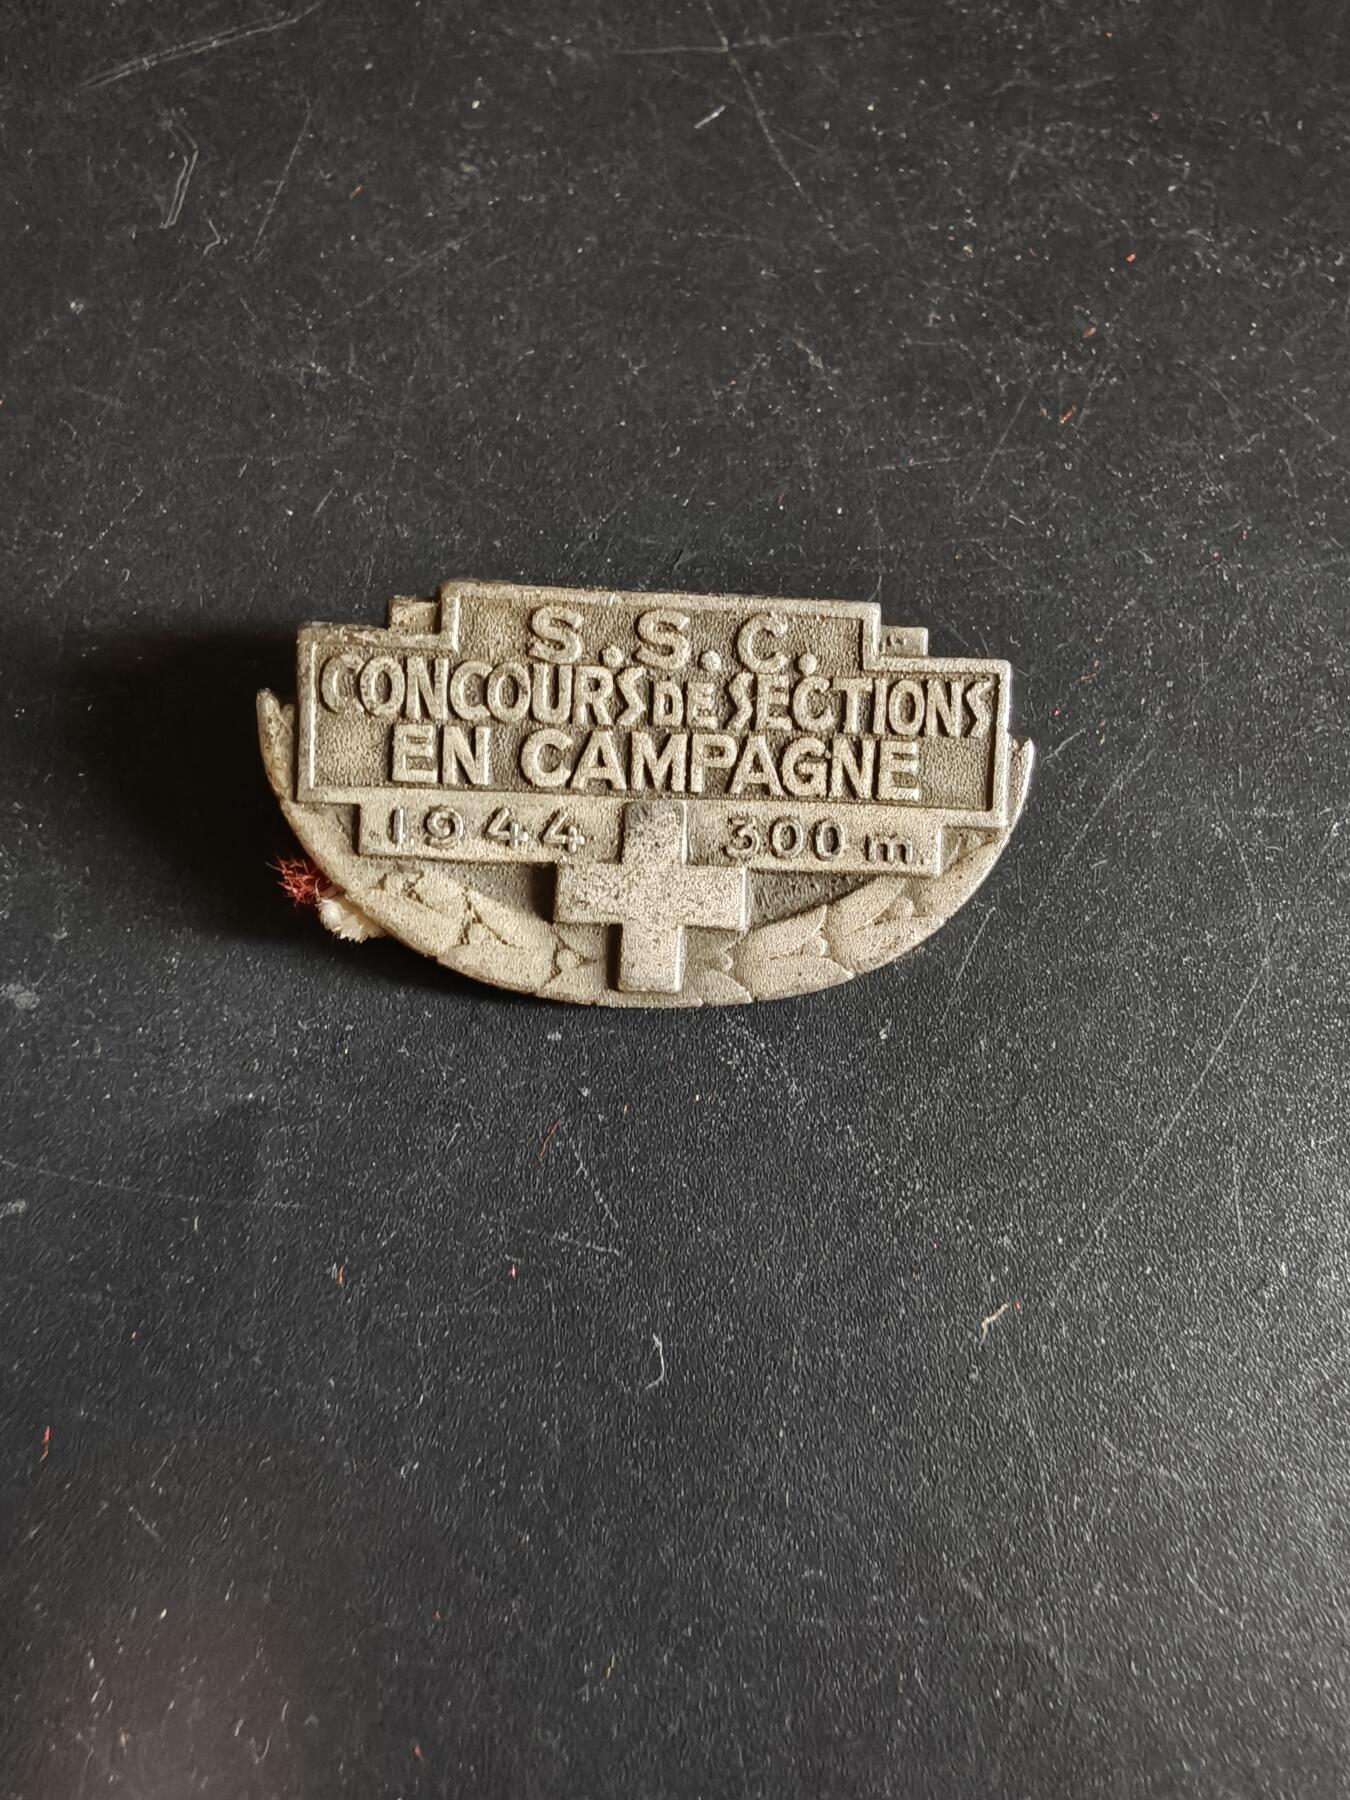 S.S.C.
CONCOURS DE SECTIONS
EN CAMPAGNE
1944 300 m.